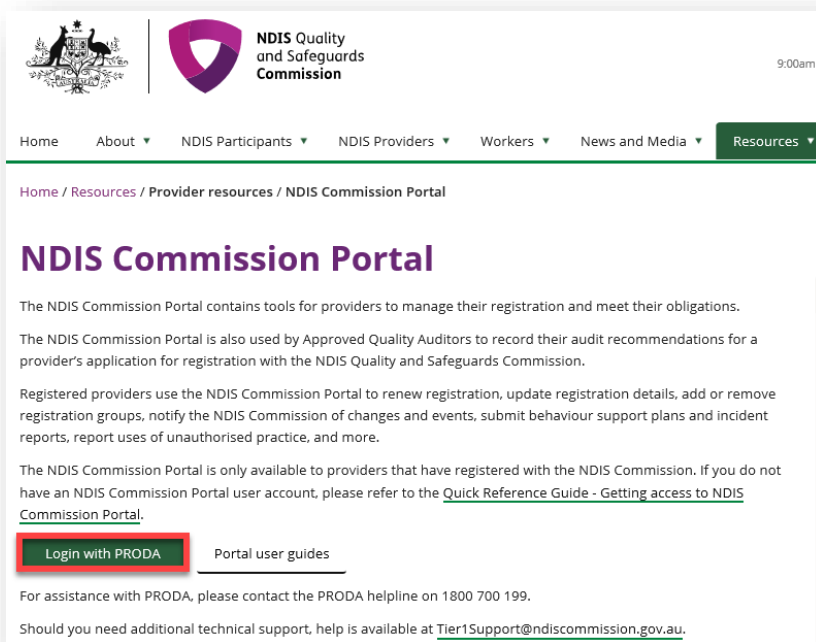 AUSTRALIA
NDIS Quality
and Safeguards
Commission
9:00am
Home About NDIS Participants NDIS Providers Workers News and Media Resources
Home / Resources / Provider resources / NDIS Commission Portal
NDIS Commission Portal
The NDIS Commission Portal contains tools for providers to manage their registration and meet their obligations.
The NDIS Commission Portal is also used by Approved Quality Auditors to record their audit recommendations for a
provider's application for registration with the NDIS Quality and Safeguards Commission.
Registered providers use the NDIS Commission Portal to renew registration, update registration details, add or remove
registration groups, notify the NDIS Commission of changes and events, submit behaviour support plans and incident
reports, report uses of unauthorised practice, and more.
The NDIS Commission Portal is only available to providers that have registered with the NDIS Commission. If you do not
have an NDIS Commission Portal user account, please refer to the Quick Reference Guide - Getting access to NDIS
Commission Portal.
Login with PRODA Portal user guides
For assistance with PRODA, please contact the PRODA helpline on 1800 700 199.
Should you need additional technical support, help is available at Tier1Support@ndiscommission.gov.au.